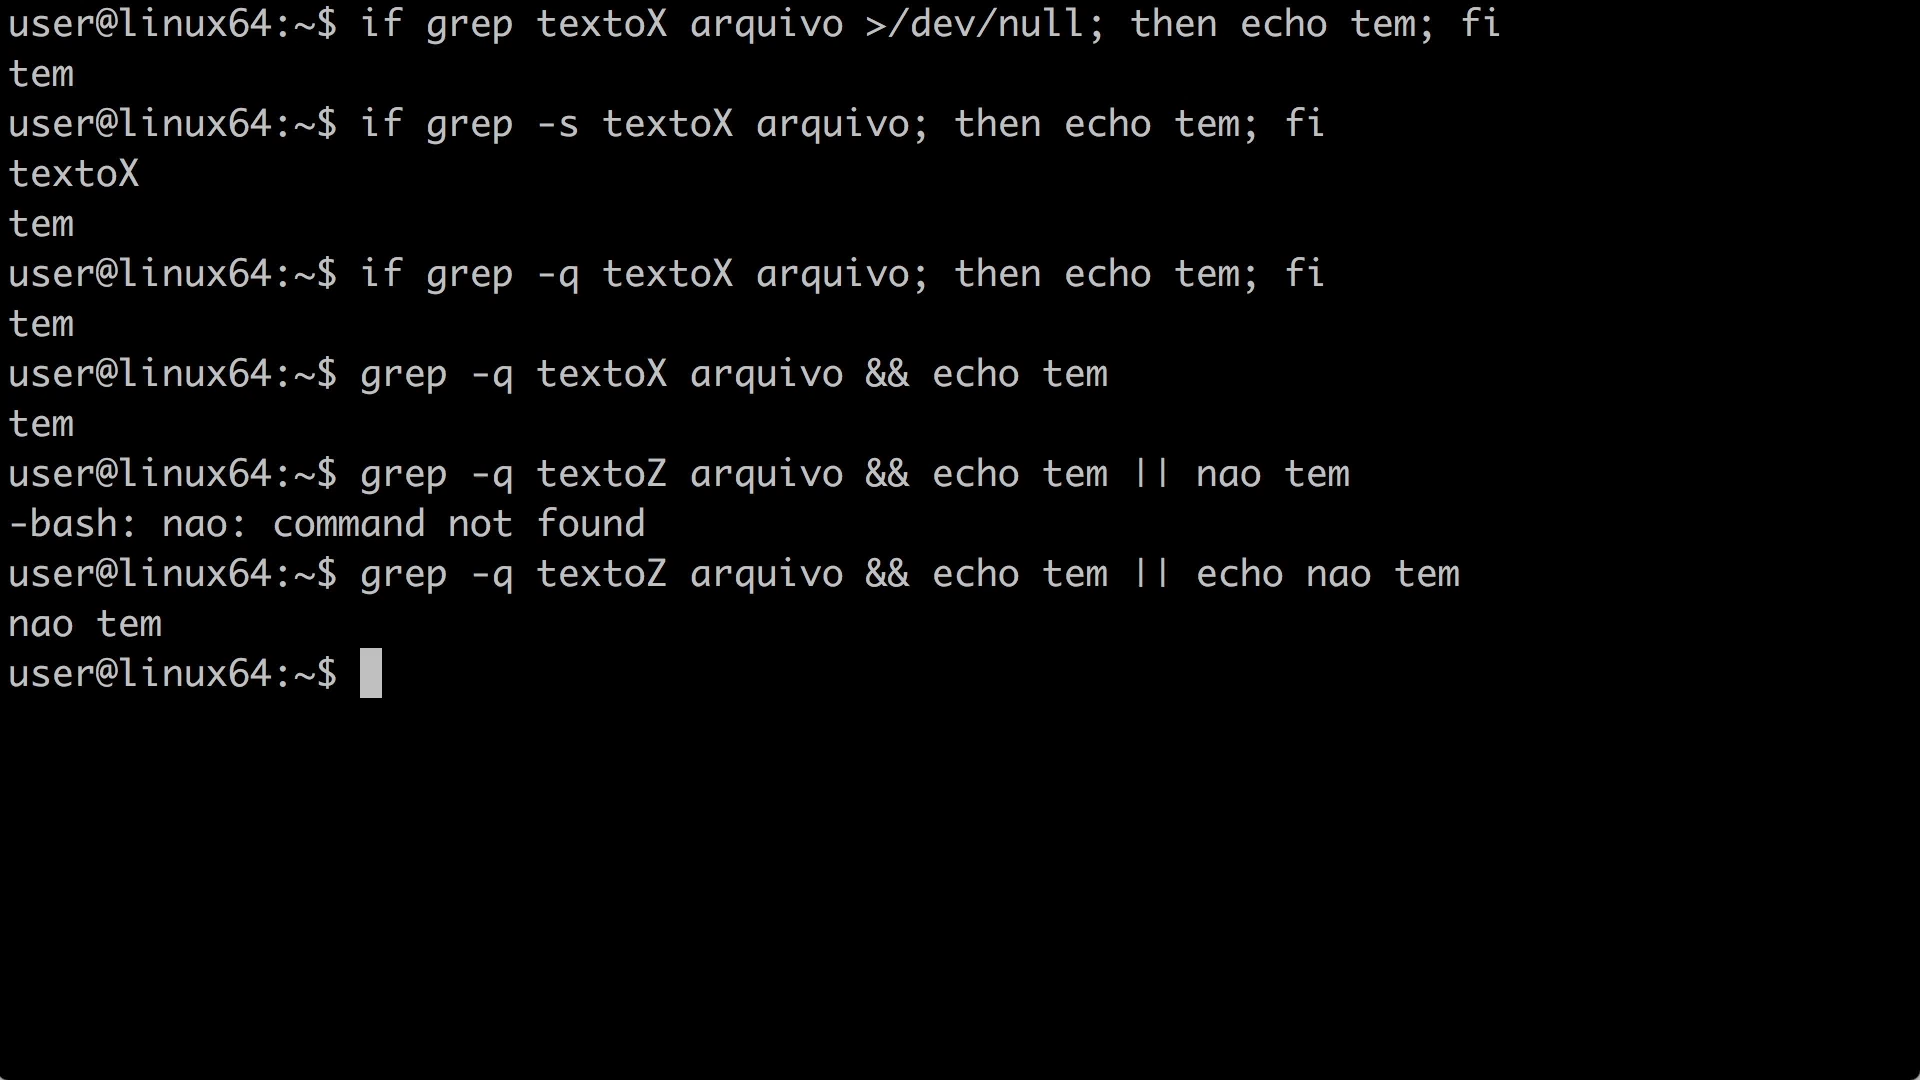 user@linux64:~$ if grep textoX arquivo >/dev/null; then echo tem; fi
tem
user@linux64:~$ if grep -s textoX arquivo; then echo tem; fi
textoX
tem
user@linux64:~$ if grep -q textoX arquivo; then echo tem; fi
tem
user@linux64:~$ grep -q textoX arquivo && echo tem
tem
user@linux64:~$ grep -q textoZ arquivo && echo tem || nao tem
-bash: nao: command not found
user@linux64:~$ grep -q textoZ arquivo && echo tem || echo nao tem
nao tem
user@linux64:~$